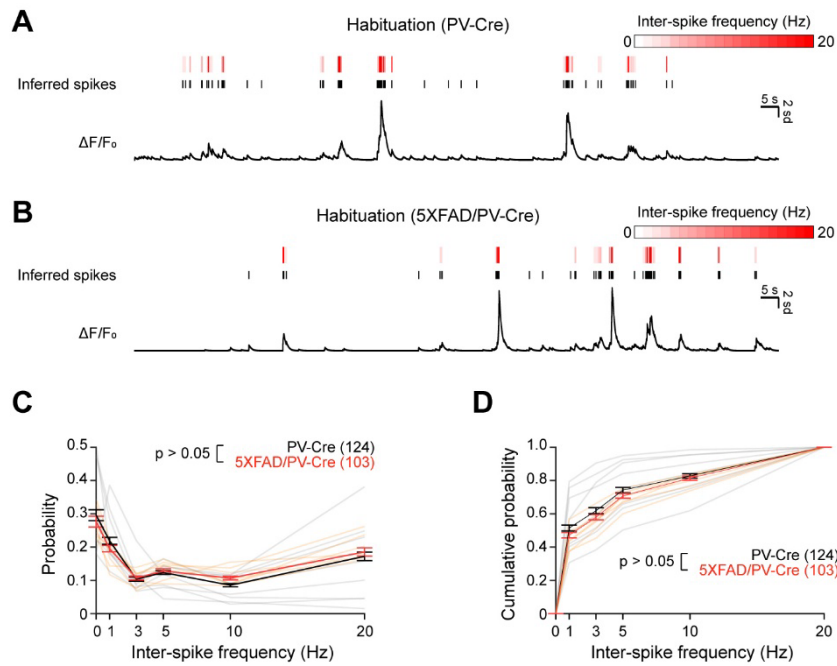 A
Habituation (PV-Cre)
Inter-spike frequency (Hz)
0 20
Inferred spikes
5 s
2 sd
ΔF/F₀
B
Habituation (5XFAD/PV-Cre)
Inter-spike frequency (Hz)
0 20
Inferred spikes
5 s
2 sd
ΔF/F₀
C
Probability
0.5
0.4
0.3
0.2
0.1
0
p > 0.05
PV-Cre (124)
5XFAD/PV-Cre (103)
0 1 3 5 10 20
Inter-spike frequency (Hz)
D
Cumulative probability
1.0
0.8
0.6
0.4
0.2
0
p > 0.05
PV-Cre (124)
5XFAD/PV-Cre (103)
0 1 3 5 10 20
Inter-spike frequency (Hz)